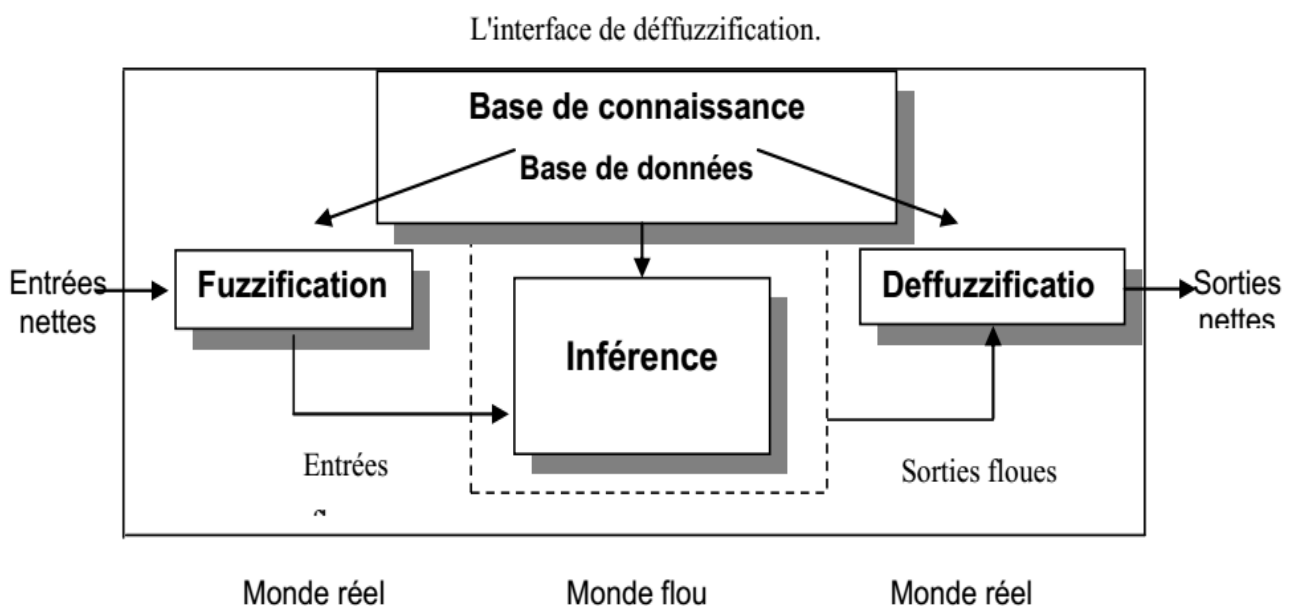 L'interface de déffuzzification.
Base de connaissance
Base de données
Entrées
nettes
Fuzzification
Inférence
Deffuzzificatio
Sorties
nettes
Entrées
Sorties floues
Monde réel
Monde flou
Monde réel